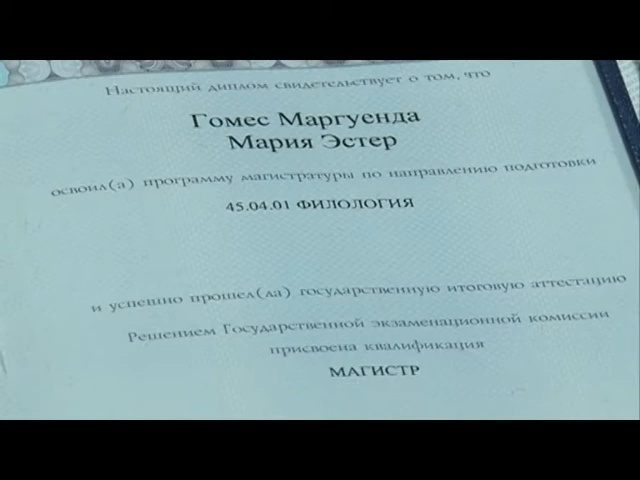 Настоящий диплом свидетельствует о том, что
Гомес Маргуенда
Мария Эстер
освоил(а) программу магистратуры по направлению подготовки
45.04.01 ФИЛОЛОГИЯ
и успешно прошел(ла) государственную итоговую аттестацию
Решением Государственной экзаменационной комиссии
присвоена квалификация
МАГИСТР